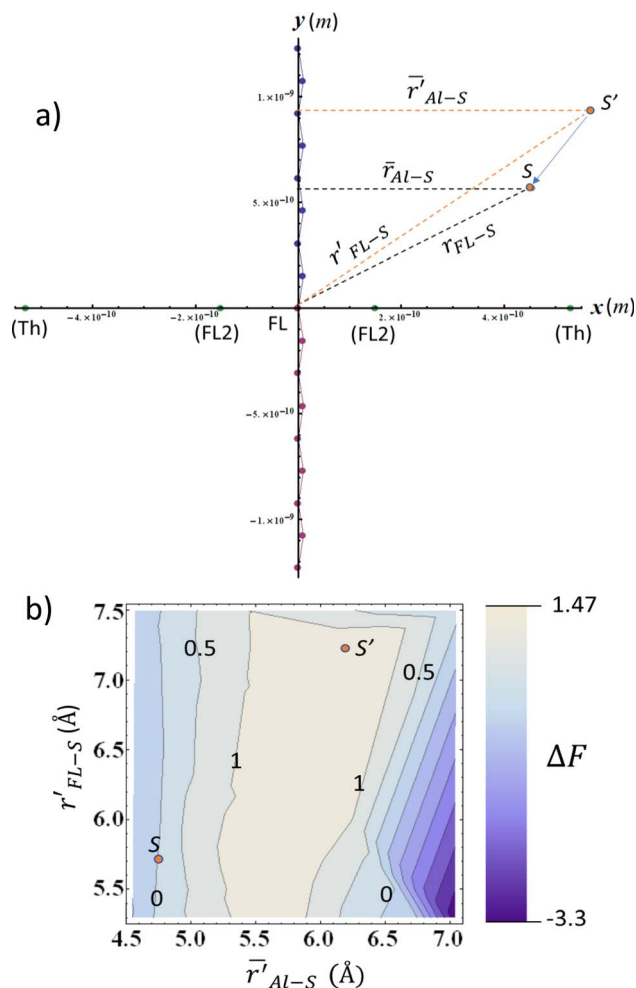 y (m)
a)
1.×10⁻⁹
r̅'Al−S
S'
r̅Al−S
S
5.×10⁻¹⁰
r'FL−S
rFL−S
x (m)
−4.×10⁻¹⁰ −2.×10⁻¹⁰ FL 2.×10⁻¹⁰ 4.×10⁻¹⁰
(Th) (FL2) (FL2) (Th)
−5.×10⁻¹⁰
−1.×10⁻⁹
b)
7.5 1.47
0.5 S'
7.0 0.5
r'FL−S (Å)
6.5 1 1 ΔF
6.0
S
5.5 0 0 -3.3
4.5 5.0 5.5 6.0 6.5 7.0
r̅'Al−S (Å)